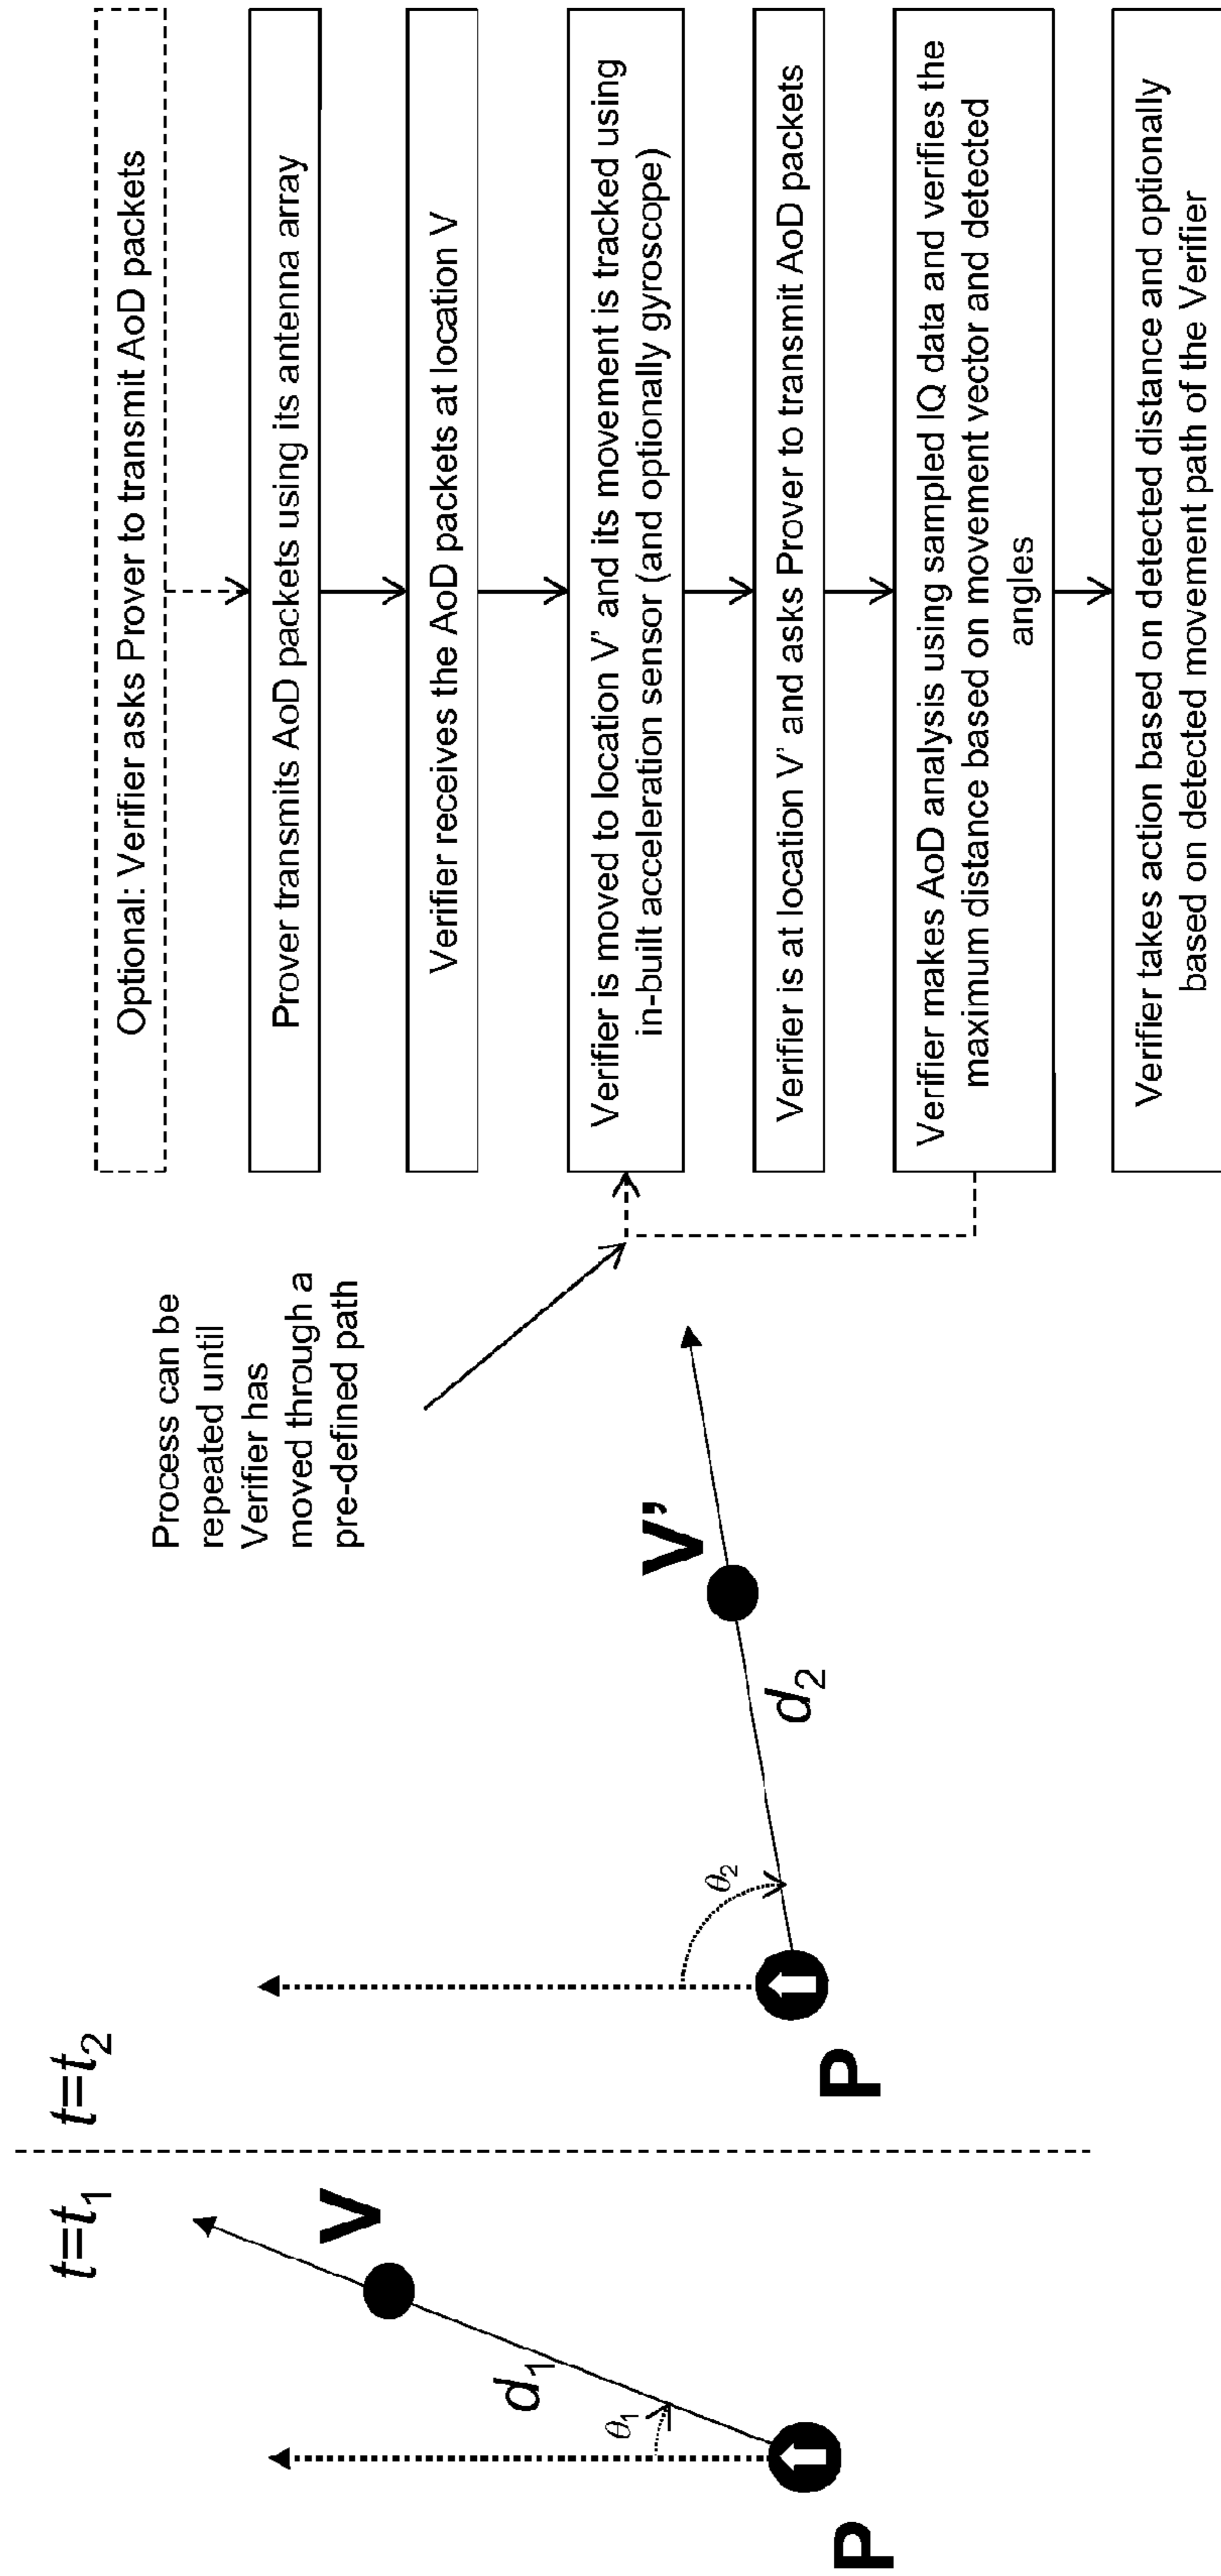 t=t1
t=t2
V
d1
θ1
P
V'
d2
θ2
P
Process can be
repeated until
Verifier has
moved through a
pre-defined path
Optional: Verifier asks Prover to transmit AoD packets
Prover transmits AoD packets using its antenna array
Verifier receives the AoD packets at location V
Verifier is moved to location V' and its movement is tracked using
in-built acceleration sensor (and optionally gyroscope)
Verifier is at location V' and asks Prover to transmit AoD packets
Verifier makes AoD analysis using sampled IQ data and verifies the
maximum distance based on movement vector and detected
angles
Verifier takes action based on detected distance and optionally
based on detected movement path of the Verifier